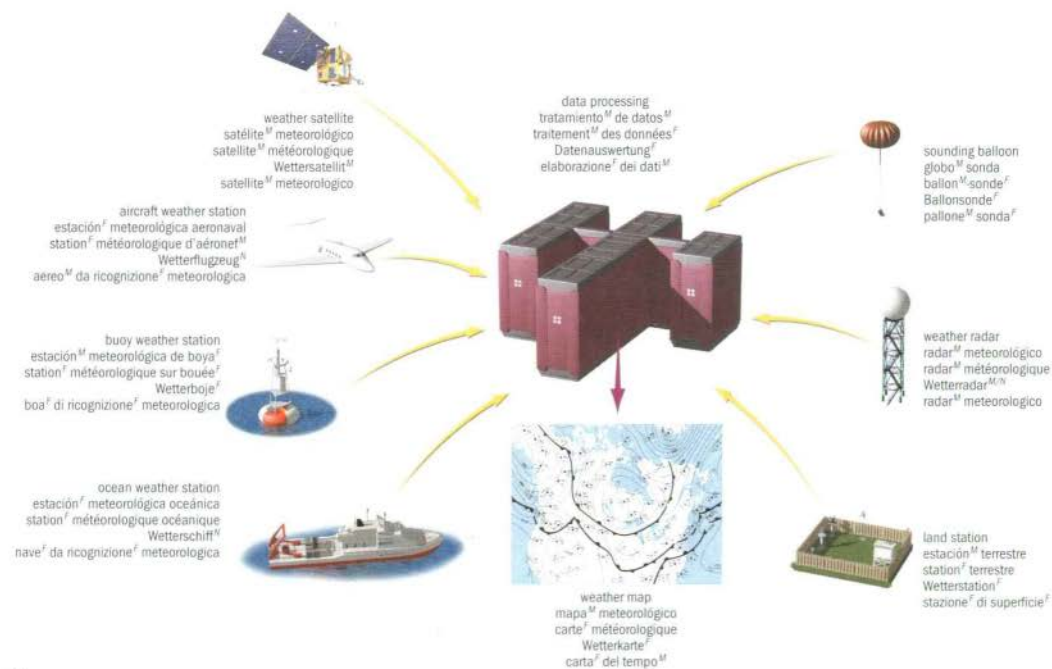 weather satellite
satélite^M meteorológico
satellite^M météorologique
Wettersatellit^M
satellite^M meteorologico
data processing
tratamiento^M de datos^M
traitement^M des données^F
Datenauswertung^F
elaborazione^F dei dati^M
sounding balloon
globo^M sonda
ballon^M-sonde^F
Ballonsonde^F
pallone^M sonda^F
aircraft weather station
estación^F meteorológica aeronaval
station^F météorologique d'aéronef^M
Wetterflugzeug^N
aereo^M da ricognizione^F meteorologica
buoy weather station
estación^M meteorológica de boya^F
station^F météorologique sur bouée^F
Wetterboje^F
boa^F di ricognizione^F meteorologica
weather radar
radar^M meteorológico
radar^M météorologique
Wetterradar^M/N
radar^M meteorologico
ocean weather station
estación^F meteorológica oceánica
station^F météorologique océanique
Wetterschiff^N
nave^F da ricognizione^F meteorologica
land station
estación^M terrestre
station^F terrestre
Wetterstation^F
stazione^F di superficie^F
weather map
mapa^M meteorológico
carte^F météorologique
Wetterkarte^F
carta^F del tempo^M